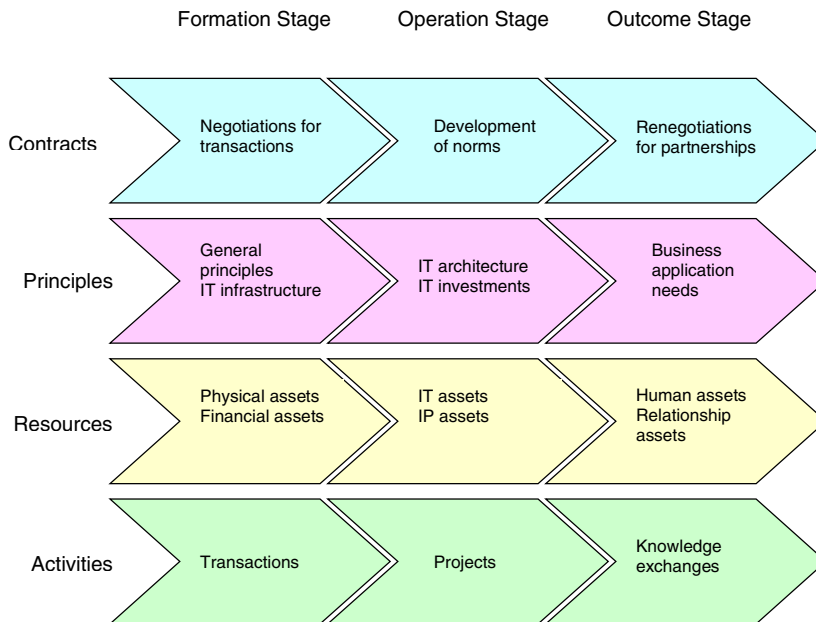 Formation Stage
Operation Stage
Outcome Stage
Contracts
Negotiations for
transactions
Development
of norms
Renegotiations
for partnerships
Principles
General
principles
IT infrastructure
IT architecture
IT investments
Business
application
needs
Resources
Physical assets
Financial assets
IT assets
IP assets
Human assets
Relationship
assets
Activities
Transactions
Projects
Knowledge
exchanges